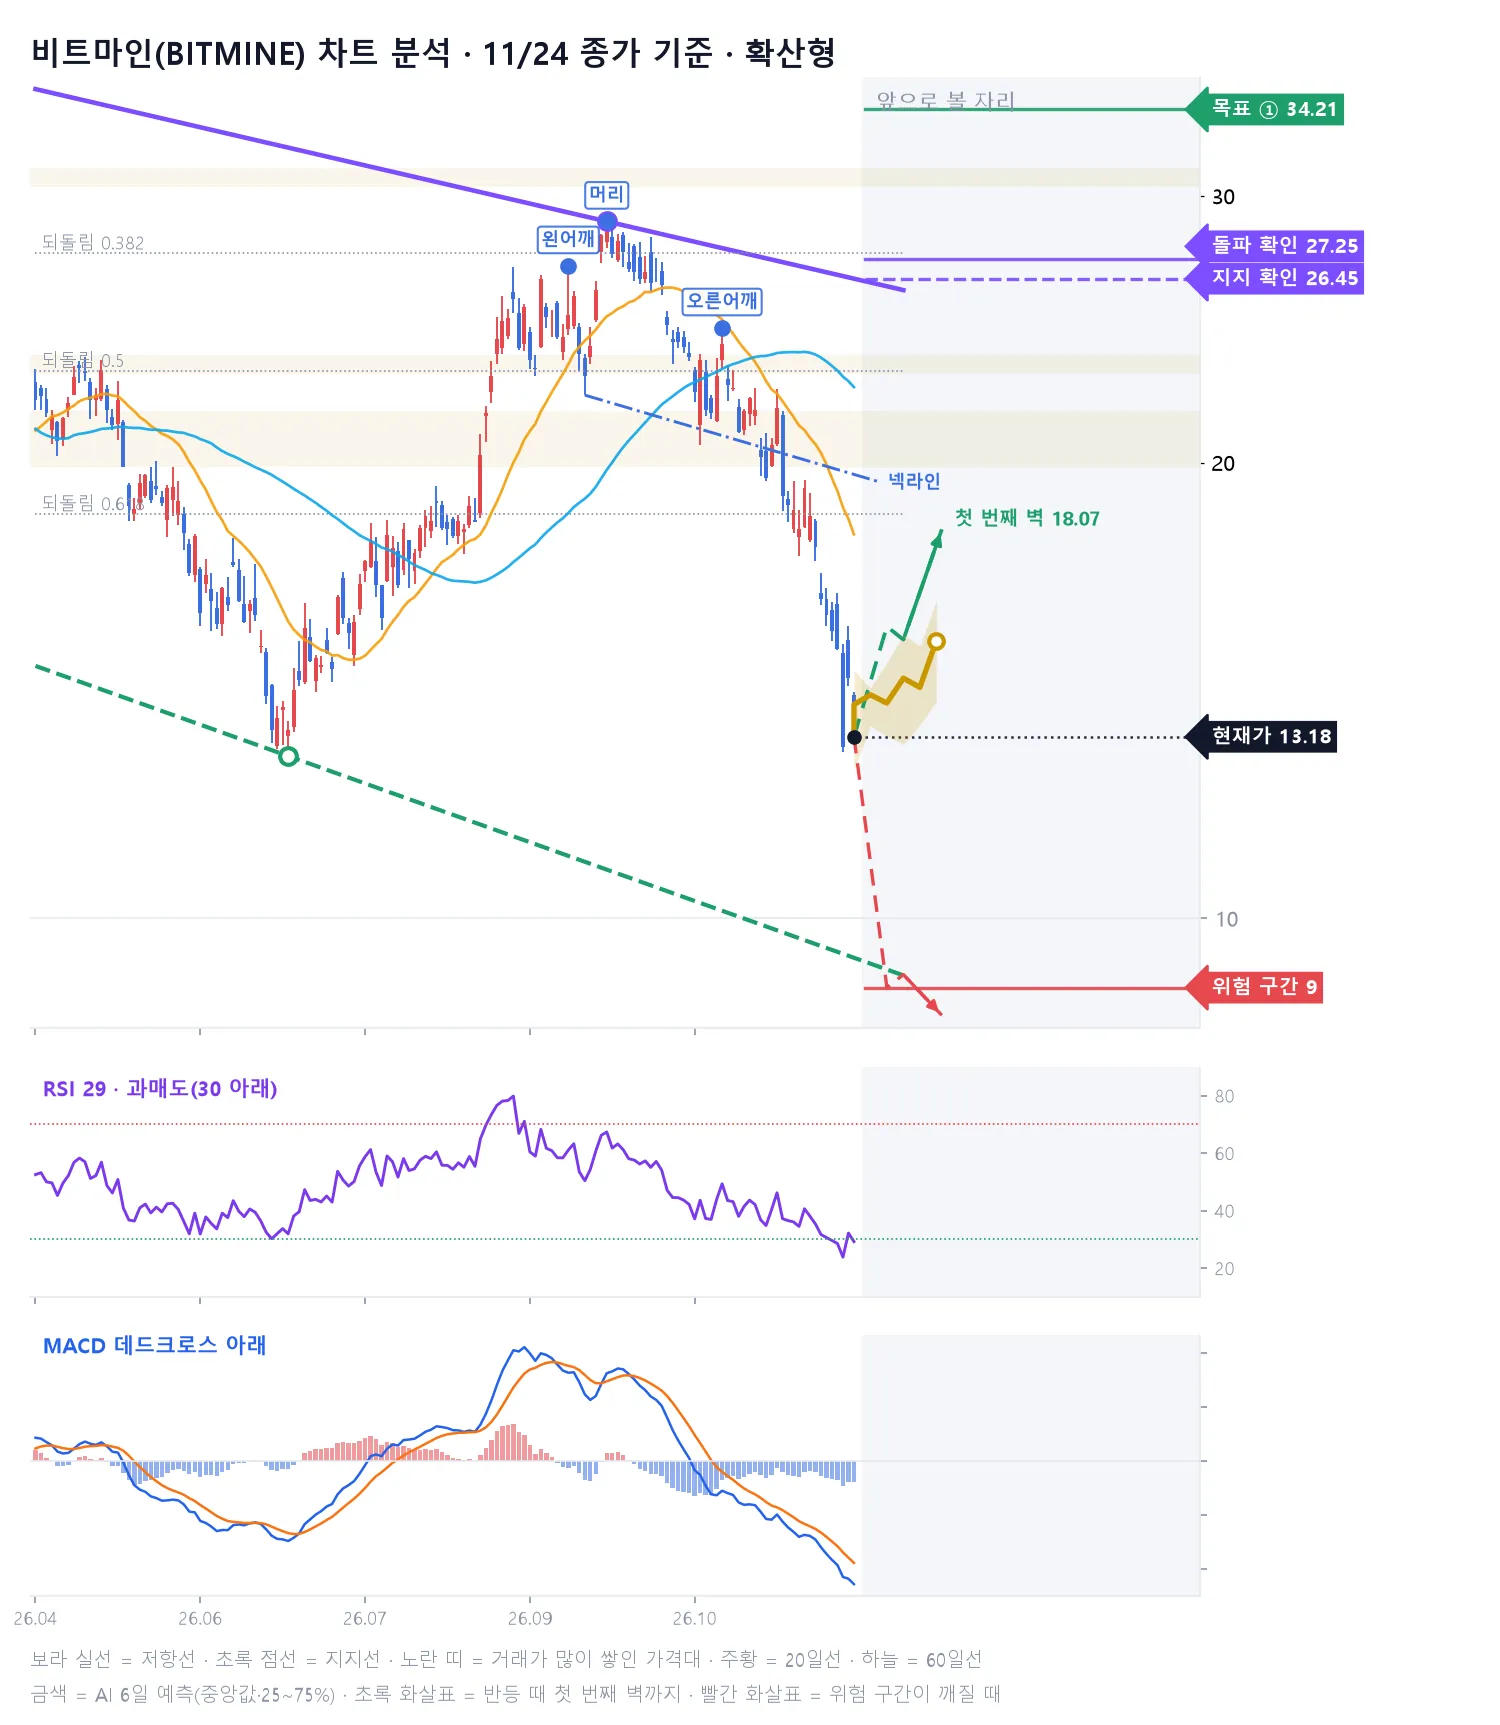 비트마인(BITMINE) 차트 분석 · 11/24 종가 기준 · 확산형
앞으로 볼 자리
목표 ① 34.21
30
머리
왼어깨
되돌림 0.382
돌파 확인 27.25
지지 확인 26.45
오른어깨
되돌림 0.5
20
넥라인
되돌림 0.6
첫 번째 벽 18.07
현재가 13.18
10
위험 구간 9
RSI 29 · 과매도(30 아래)
80
60
40
20
MACD 데드크로스 아래
26.04 26.06 26.07 26.09 26.10
보라 실선 = 저항선 · 초록 점선 = 지지선 · 노란 띠 = 거래가 많이 쌓인 가격대 · 주황 = 20일선 · 하늘 = 60일선
금색 = AI 6일 예측(중앙값·25~75%) · 초록 화살표 = 반등 때 첫 번째 벽까지 · 빨간 화살표 = 위험 구간이 깨질 때